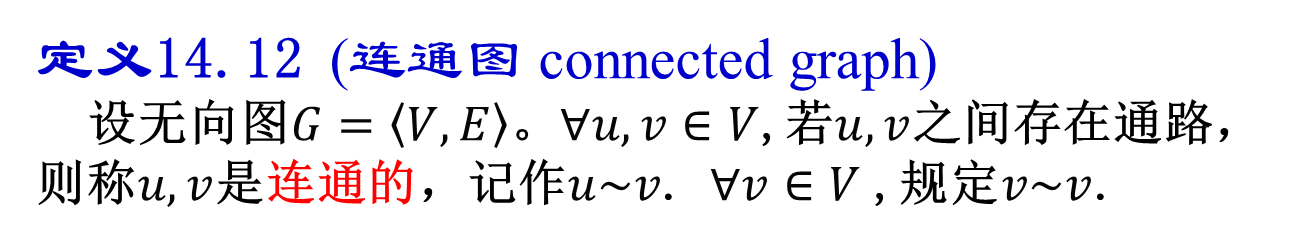 定义14.12 (连通图 connected graph)
设无向图G = ⟨V, E⟩。∀u, v ∈ V, 若u, v之间存在通路，
则称u, v是连通的，记作u~v. ∀v ∈ V , 规定v~v.